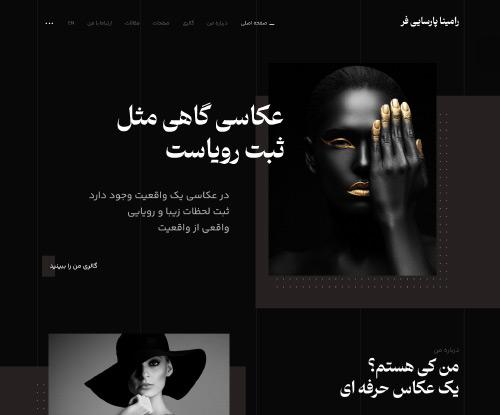 رامینا پارسایی فر
صفحه اصلی درباره من گالری صفحات مقالات ارتباط با من EN
عکاسی گاهی مثل
ثبت رویاست
در عکاسی یک واقعیت وجود دارد
ثبت لحظات زیبا و رویایی
واقعی از واقعیت
گالری من را ببینید
درباره من
من کی هستم؟
یک عکاس حرفه ای